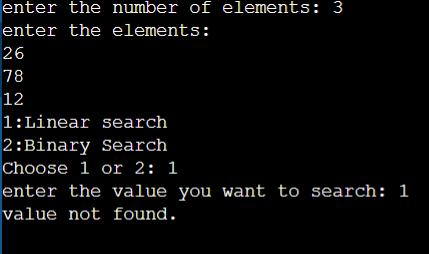 enter the number of elements: 3
enter the elements:
26
78
12
1:Linear search
2:Binary Search
Choose 1 or 2: 1
enter the value you want to search: 1
value not found.